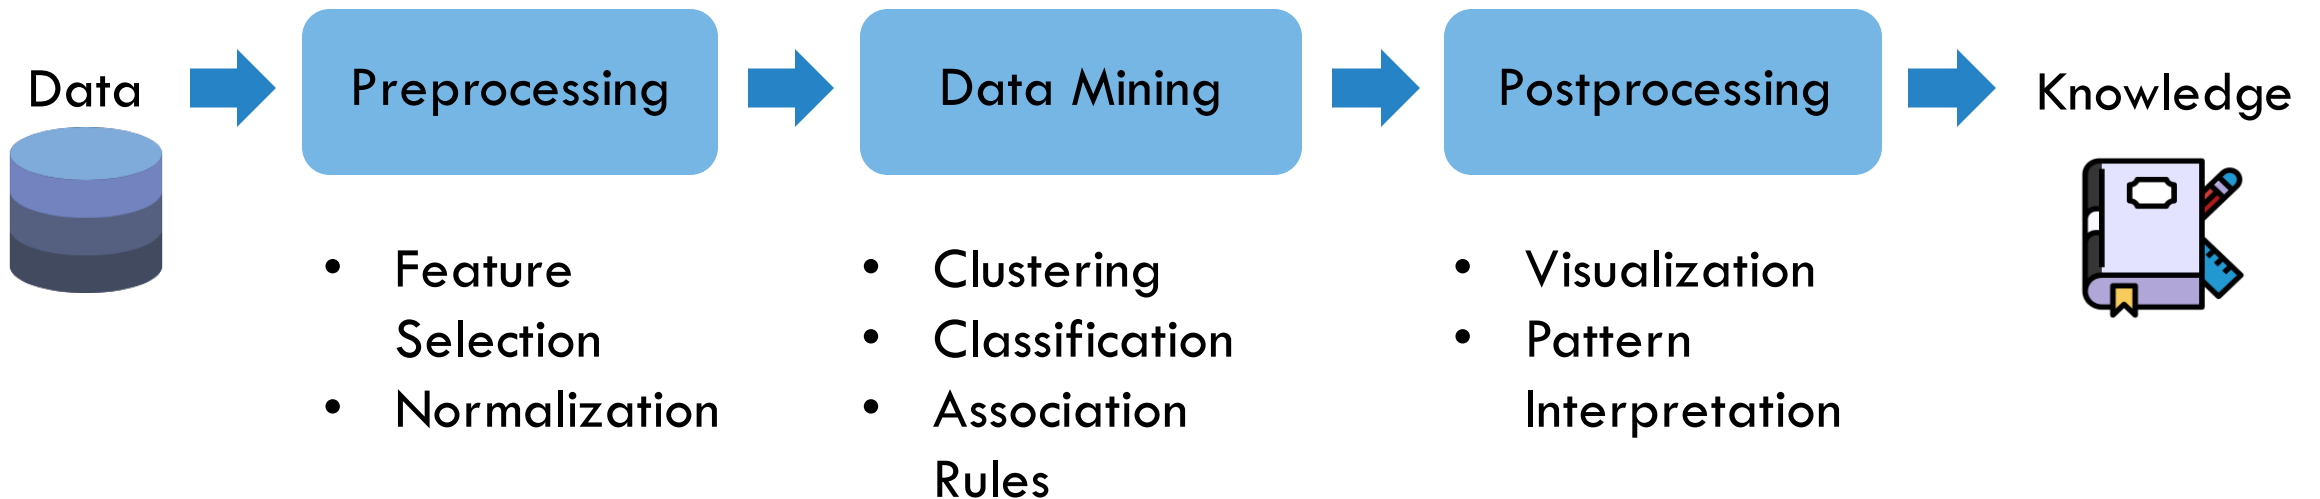 Data
Preprocessing
Data Mining
Postprocessing
Knowledge
• Feature
Selection
• Normalization
• Clustering
• Classification
• Association
Rules
• Visualization
• Pattern
Interpretation